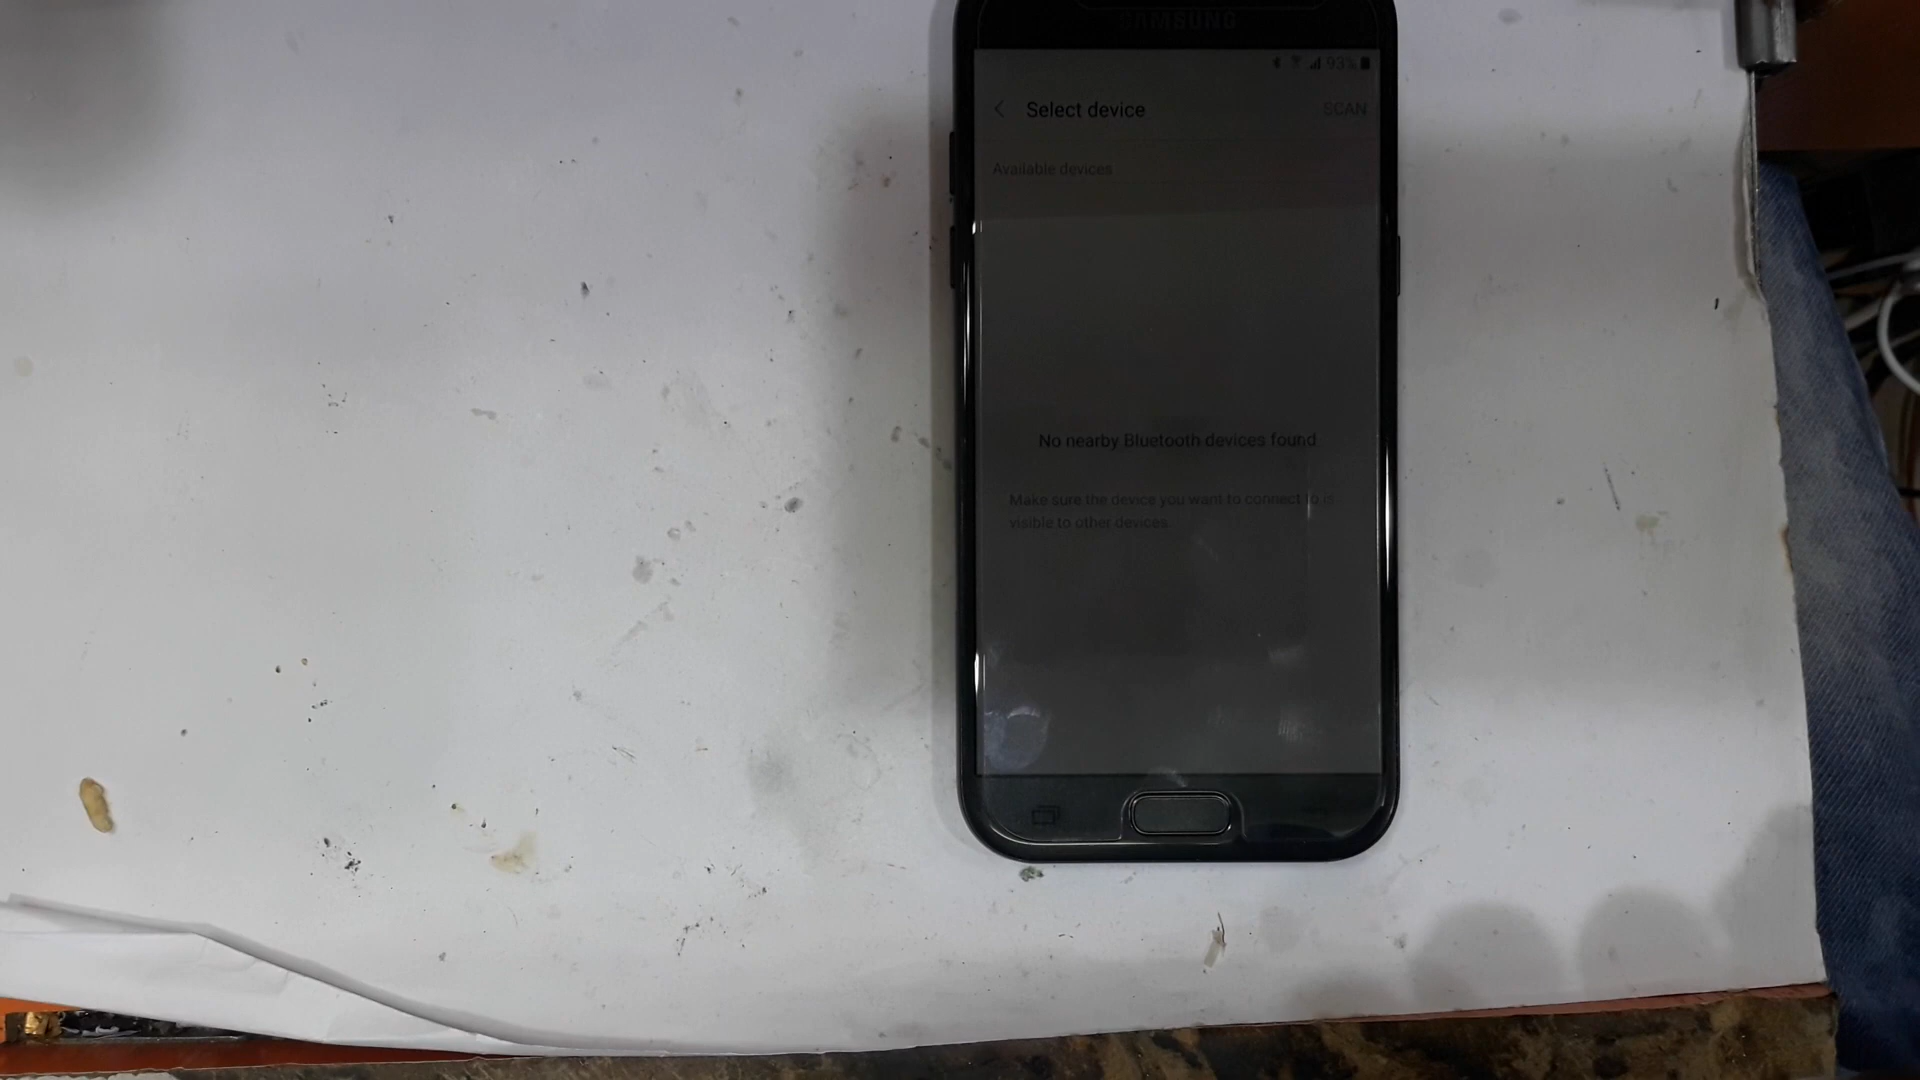 SAMSUNG
93%
Select device
SCAN
Available devices
No nearby Bluetooth devices found
Make sure the device you want to connect to is
visible to other devices.